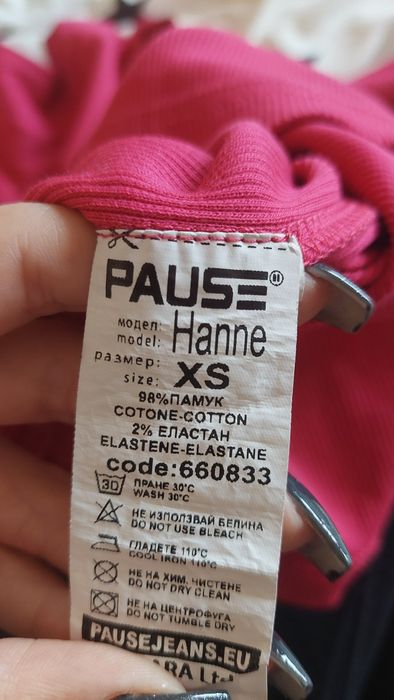 PAUSE®
модел:
model: Hanne
размер:
size: XS
98%ПАМУК
COTONE-COTTON
2% ЕЛАСТАН
ELASTENE-ELASTANE
code:660833
30 ПРАНЕ 30°C
WASH 30°C
НЕ ИЗПОЛЗВАЙ БЕЛИНА
DO NOT USE BLEACH
ГЛАДЕТЕ 110°C
COOL IRON 110°C
НЕ НА ХИМ. ЧИСТЕНЕ
DO NOT DRY CLEAN
НЕ НА ЦЕНТРОФУГА
DO NOT TUMBLE DRY
PAUSEJEANS.EU